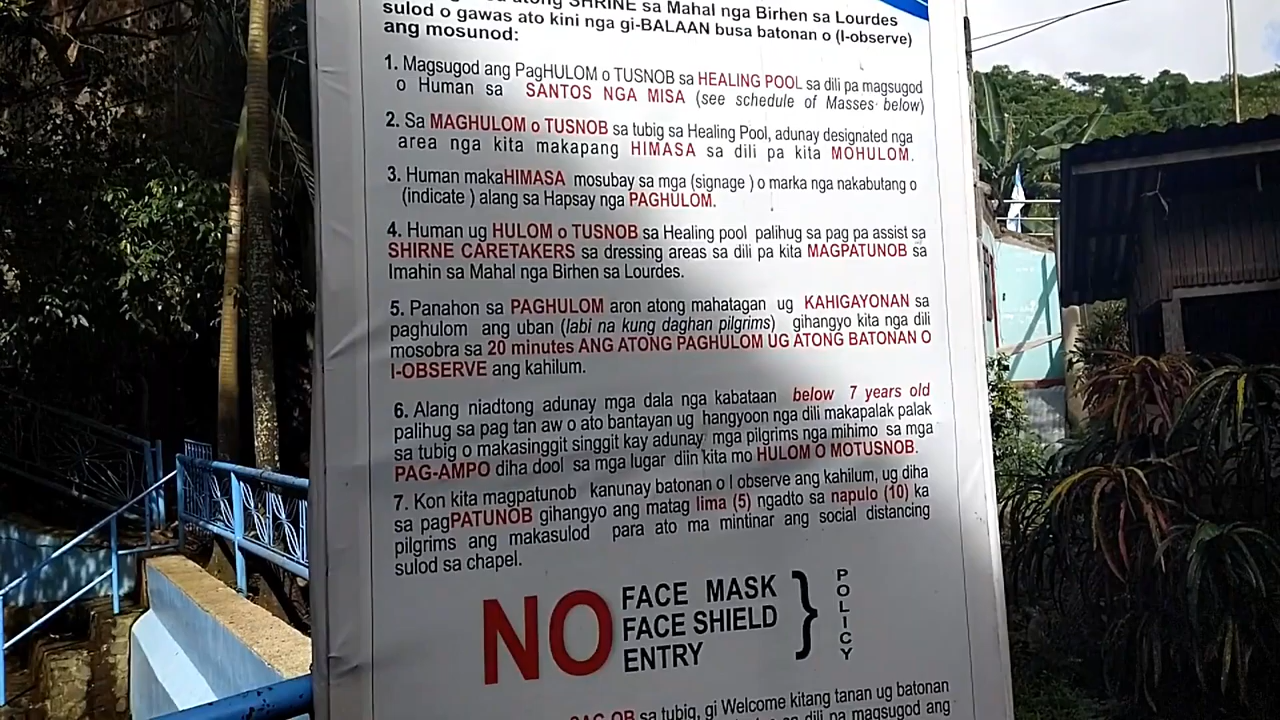 atong SHRINE sa Mahal nga Birhen sa Lourdes
sulod o gawas ato kini nga gi-BALAAN busa batonan o (I-observe)
ang mosunod:
1. Magsugod ang PagHULOM o TUSNOB sa HEALING POOL sa dili pa magsugod
o Human sa SANTOS NGA MISA (see schedule of Masses below)
2. Sa MAGHULOM o TUSNOB sa tubig sa Healing Pool, adunay designated nga
area nga kita makapang HIMASA sa dili pa kita MOHULOM.
3. Human makaHIMASA mosubay sa mga (signage ) o marka nga nakabutang o
(indicate ) alang sa Hapsay nga PAGHULOM.
4. Human ug HULOM o TUSNOB sa Healing pool palihug sa pag pa assist sa
SHIRNE CARETAKERS sa dressing areas sa dili pa kita MAGPATUNOB sa
Imahin sa Mahal nga Birhen sa Lourdes.
5. Panahon sa PAGHULOM aron atong mahatagan ug KAHIGAYONAN sa
paghulom ang uban (labi na kung daghan pilgrims) gihangyo kita nga dili
mosobra sa 20 minutes ANG ATONG PAGHULOM UG ATONG BATONAN O
I-OBSERVE ang kahilum.
6. Alang niadtong adunay mga dala nga kabataan below 7 years old
palihug sa pag tan aw o ato bantayan ug hangyoon nga dili makapalak palak
sa tubig o makasinggit singgit kay adunay mga pilgrims nga mihimo sa mga
PAG-AMPO diha dool sa mga lugar diin kita mo HULOM O MOTUSNOB.
7. Kon kita magpatunob kanunay batonan o I observe ang kahilum, ug diha
sa pagPATUNOB gihangyo ang matag lima (5) ngadto sa napulo (10) ka
pilgrims ang makasulod para ato ma mintinar ang social distancing
sulod sa chapel.
NO FACE MASK
FACE SHIELD
ENTRY
} POLICY
sa tubig, gi Welcome kitang tanan ug batonan
sa dili pa magsugod ang